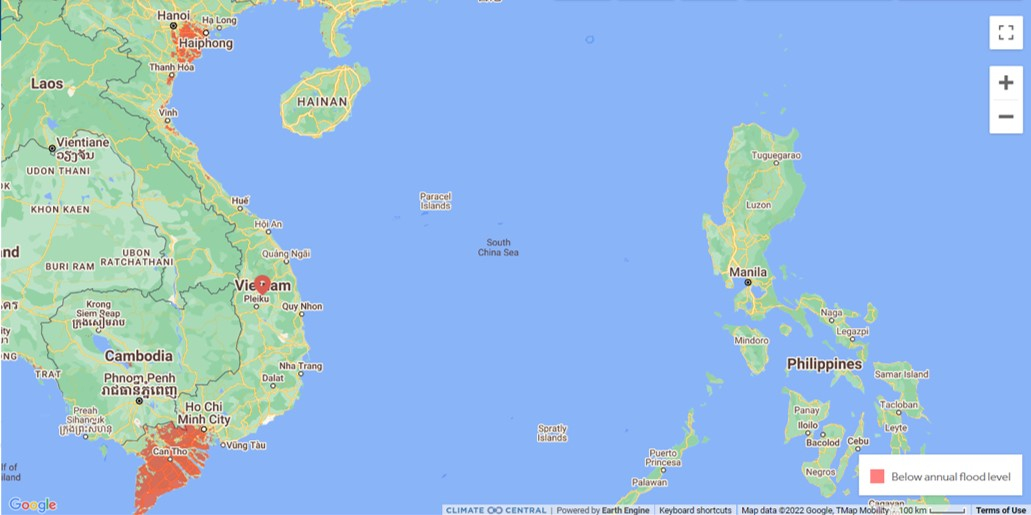 Hanoi
Hạ Long
Haiphong
Thanh Hóa
Laos
HAINAN
Vinh
Vientiane
ວຽງຈັນ
UDON THANI
KHON KAEN
Huế
Hội An
UBON
RATCHATHANI
BURI RAM
Quảng Ngãi
Vietnam
Pleiku
Quy Nhon
Krong
Siem Reap
ក្រុងសៀមរាប
Cambodia
TRAT
Phnom Penh
រាជធានីភ្នំពេញ
Nha Trang
Dalat
Preah
Sihanouk
ក្រុងព្រះសីហនុ
Ho Chi
Minh City
Vũng Tàu
Can Tho
Paracel
Islands
South
China Sea
Spratly
Islands
Tuguegarao
Luzon
Manila
Naga
Legazpi
Mindoro
Philippines
Samar Island
Tacloban
Panay
Iloilo
Leyte
Bacolod
Cebu
Negros
Puerto
Princesa
Palawan
Below annual flood level
Google
CLIMATE CENTRAL | Powered by Earth Engine
Keyboard shortcuts
Map data ©2022 Google, TMap Mobility
100 km
Terms of Use